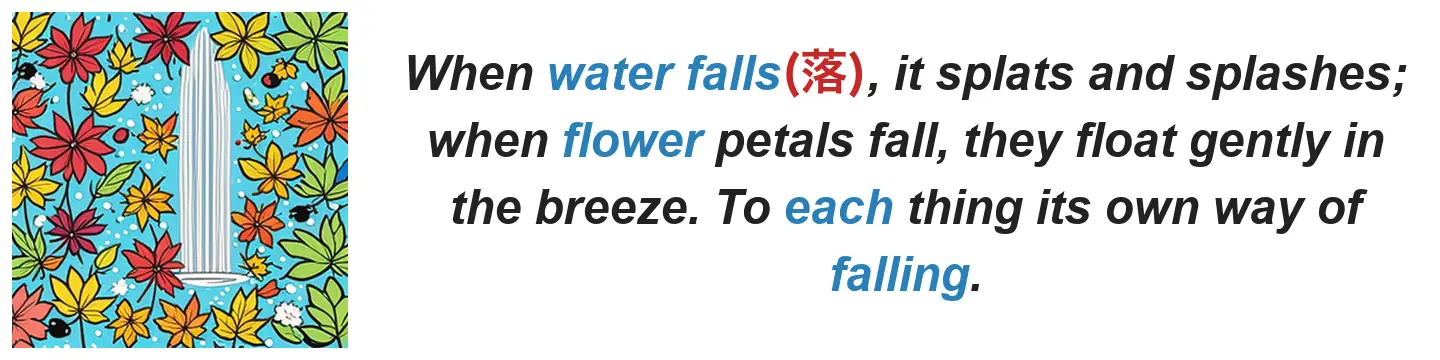 When water falls(落), it splats and splashes;
when flower petals fall, they float gently in
the breeze. To each thing its own way of
falling.